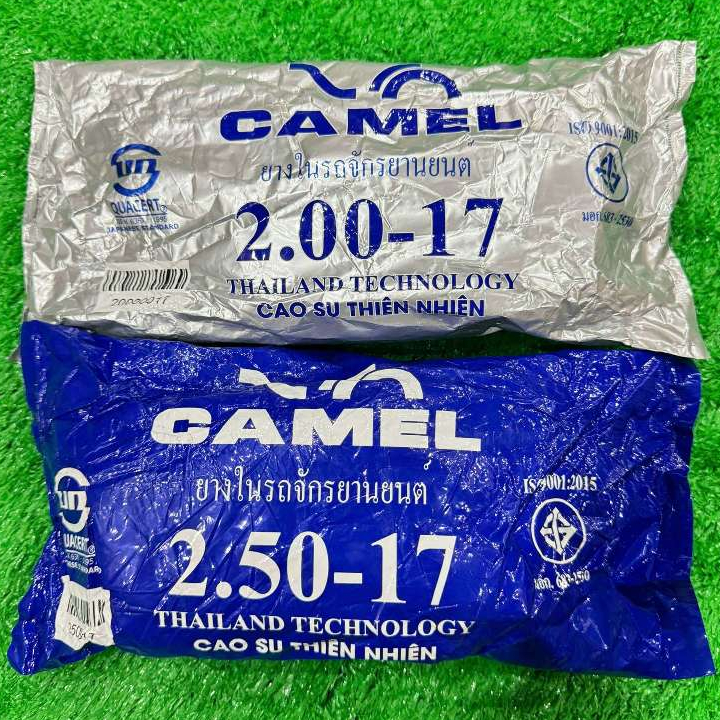 CAMEL
ISO 9001:2015
ยางในรถจักรยานยนต์
QUACERT
JAPANESE STANDARD
2.00-17
THAILAND TECHNOLOGY
CAO SU THIÊN NHIÊN
CAMEL
ยางในรถจักรยานยนต์
ISO 9001:2015
QUACERT
2.50-17
มอก.
THAILAND TECHNOLOGY
CAO SU THIÊN NHIÊN